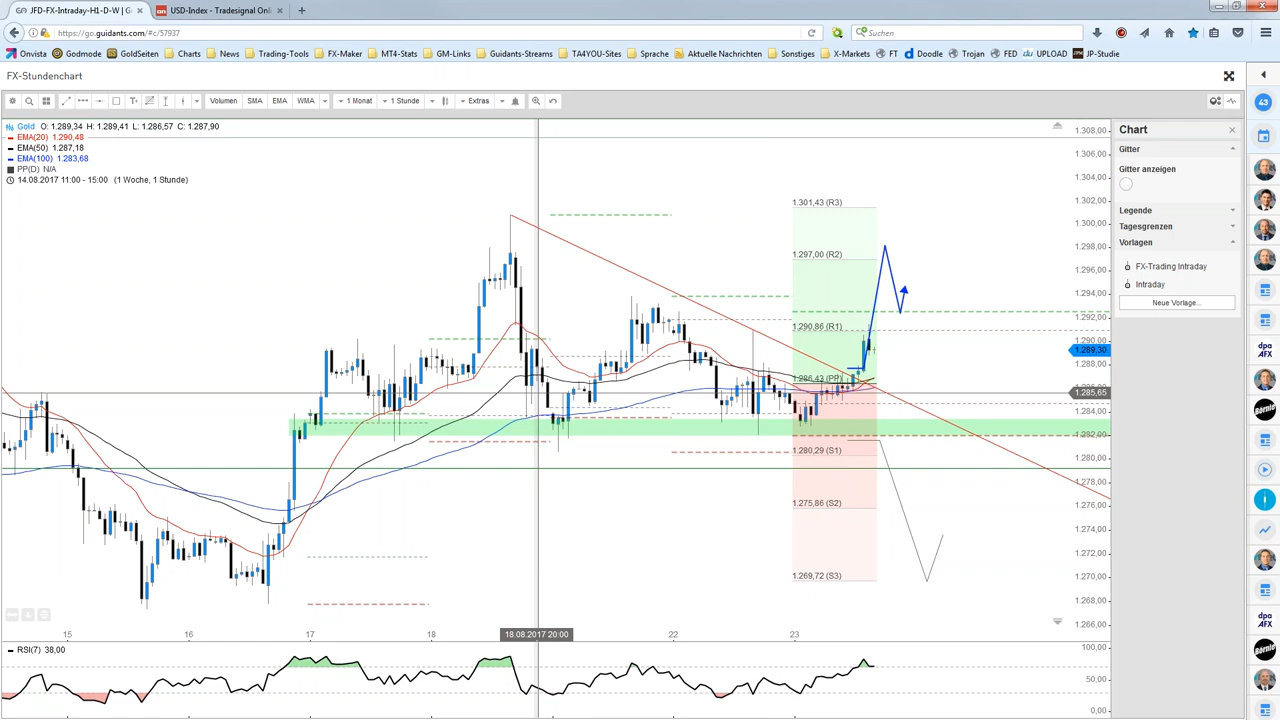 JFD-FX-Intraday-H1-D-W | G
USD-Index - Tradesignal Onl
https://go.guidants.com/#c/57937
Suchen
Onvista Godmode GoldSeiten Charts News Trading-Tools FX-Maker MT4-Stats GM-Links Guidants-Streams TA4YOU-Sites Sprache Aktuelle Nachrichten Sonstiges X-Markets FT Doodle Trojan FED UPLOAD JP-Studie
FX-Stundenchart
43
Volumen SMA EMA WMA 1 Monat 1 Stunde Extras
Gold O: 1.289,34 H: 1.289,41 L: 1.286,57 C: 1.287,90
EMA(20) 1.290,48
EMA(50) 1.287,18
EMA(100) 1.283,68
PP(D) N/A
14.08.2017 11:00 - 15:00 (1 Woche, 1 Stunde)
1.308,00
1.306,00
1.304,00
1.302,00
1.300,00
1.298,00
1.296,00
1.294,00
1.292,00
1.290,00
1.289,30
1.285,65
1.284,00
1.282,00
1.280,00
1.278,00
1.276,00
1.274,00
1.272,00
1.270,00
1.268,00
1.266,00
1.301,43 (R3)
1.297,00 (R2)
1.290,86 (R1)
1.286,43 (PP)
1.280,29 (S1)
1.275,86 (S2)
1.269,72 (S3)
15 16 17 18 18.08.2017 20:00 22 23
RSI(7) 38,00
100,00
50,00
0,00
Chart
Gitter
Gitter anzeigen
Legende
Tagesgrenzen
Vorlagen
FX-Trading Intraday
Intraday
Neue Vorlage...
dpa
AFX
Börnie
dpa
AFX
Börnie